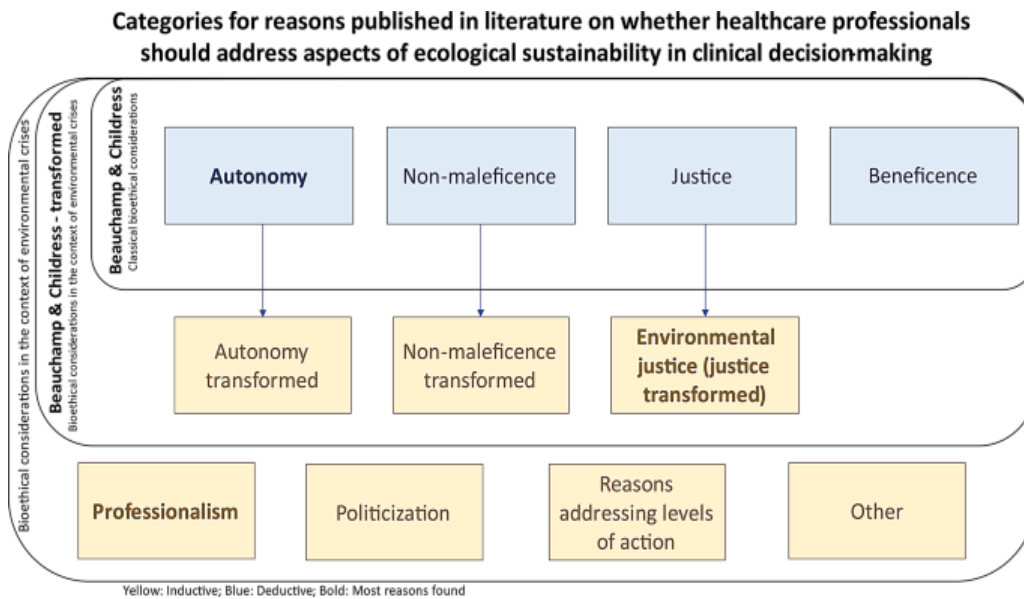 Categories for reasons published in literature on whether healthcare professionals
should address aspects of ecological sustainability in clinical decision-making
Bioethical considerations in the context of environmental crises
Beauchamp & Childress - transformed
Bioethical considerations in the context of environmental crises
Beauchamp & Childress
Classical bioethical considerations
Autonomy
Non-maleficence
Justice
Beneficence
Autonomy
transformed
Non-maleficence
transformed
Environmental
justice (justice
transformed)
Professionalism
Politicization
Reasons
addressing levels
of action
Other
Yellow: Inductive; Blue: Deductive; Bold: Most reasons found